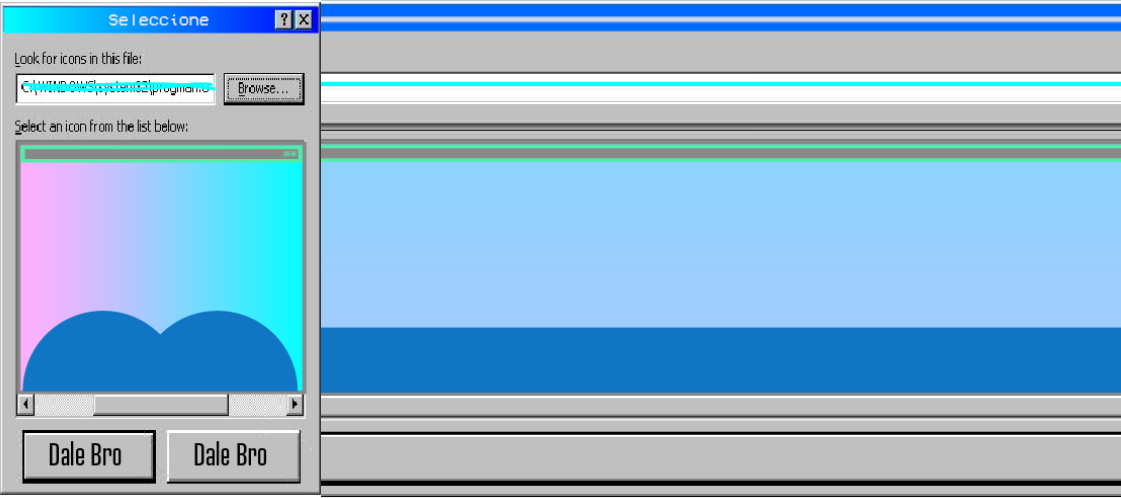 Seleccione
Look for icons in this file:
C:\WINDOWS\system32\progman.e
Browse...
Select an icon from the list below:
Dale Bro
Dale Bro